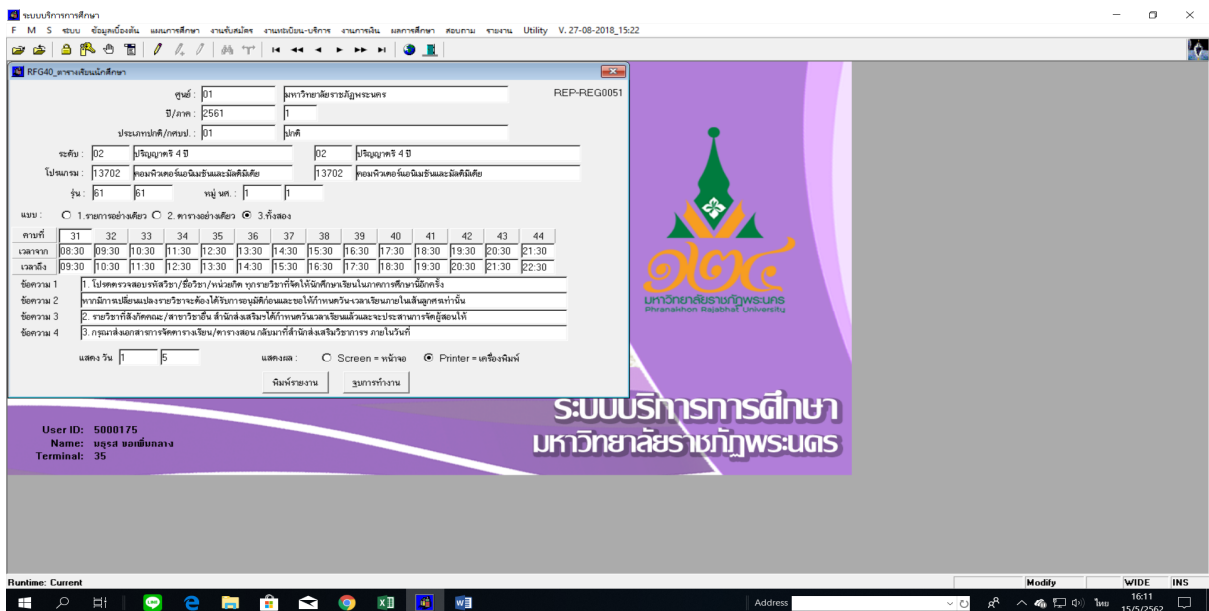 ระบบบริการการศึกษา
F M S ระบบ ข้อมูลเบื้องต้น แผนการศึกษา งานรับสมัคร งานทะเบียน-บริการ งานการเงิน ผลการศึกษา สอบถาม รายงาน Utility V. 27-08-2018_15:22
RFG40_ตารางเรียนนักศึกษา
ศูนย์ : 01 มหาวิทยาลัยราชภัฏพระนคร REP-REG0051
ปี/ภาค : 2561 1
ประเภทปกติ/กศบป. : 01 ปกติ
ระดับ : 02 ปริญญาตรี 4 ปี 02 ปริญญาตรี 4 ปี
โปรแกรม : 13702 คอมพิวเตอร์แอนิเมชันและมัลติมีเดีย 13702 คอมพิวเตอร์แอนิเมชันและมัลติมีเดีย
รุ่น : 61 61 หมู่ นศ. : 1 1
แบบ : 1.รายการอย่างเดียว 2. ตารางอย่างเดียว 3.ทั้งสอง
คาบที่ 31 32 33 34 35 36 37 38 39 40 41 42 43 44
เวลาจาก 08:30 09:30 10:30 11:30 12:30 13:30 14:30 15:30 16:30 17:30 18:30 19:30 20:30 21:30
เวลาถึง 09:30 10:30 11:30 12:30 13:30 14:30 15:30 16:30 17:30 18:30 19:30 20:30 21:30 22:30
ข้อความ 1 1. โปรดตรวจสอบรหัสวิชา/ชื่อวิชา/หน่วยกิต ทุกรายวิชาที่จัดให้นักศึกษาเรียนในภาคการศึกษานี้อีกครั้ง
ข้อความ 2 หากมีการเปลี่ยนแปลงรายวิชาจะต้องได้รับการอนุมัติก่อนและขอให้กำหนดวัน-เวลาเรียนภายในเส้นลูกศรเท่านั้น
ข้อความ 3 2. รายวิชาที่สังกัดคณะ/สาขาวิชาอื่น สำนักส่งเสริมฯได้กำหนดวันเวลาเรียนแล้วและจะประสานการจัดผู้สอนให้
ข้อความ 4 3. กรุณาส่งเอกสารการจัดตารางเรียน/ตารางสอน กลับมาที่สำนักส่งเสริมวิชาการฯ ภายในวันที่
แสดง วัน 1 5 แสดงผล : Screen = หน้าจอ Printer = เครื่องพิมพ์
พิมพ์รายงาน จบการทำงาน
มหาวิทยาลัยราชภัฏพระนคร
Phranakhon Rajabhat University
ระบบบริการการศึกษา
มหาวิทยาลัยราชภัฏพระนคร
User ID: 5000175
Name: มธุรส
Terminal: 35
Runtime: Current Modify WIDE INS
Address ไทย 16:11
15/5/2562